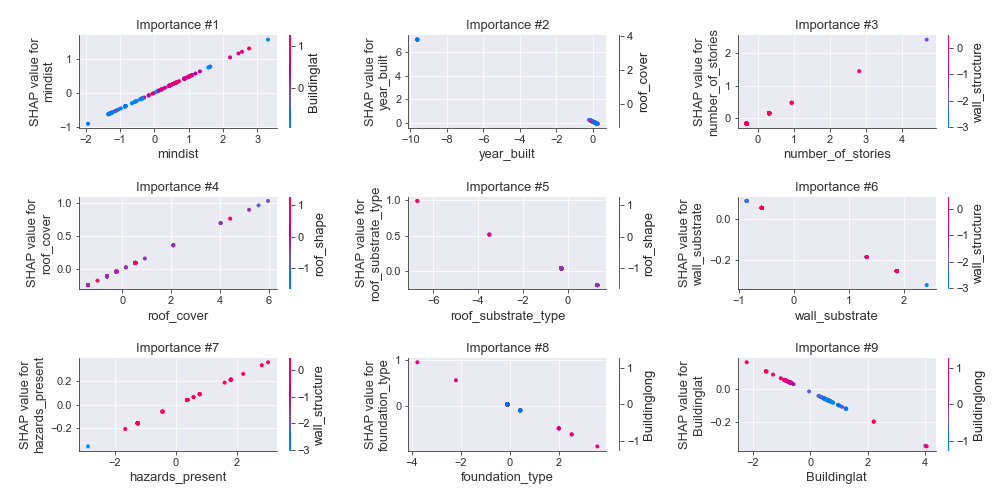 Importance #1
SHAP value for
mindist
1
0
−1
−2
−1
0
1
2
3
mindist
1
0
Buildinglat
Importance #2
SHAP value for
year_built
6
4
2
0
−10
−8
−6
−4
−2
0
year_built
4
2
0
roof_cover
Importance #3
SHAP value for
number_of_stories
2
1
0
0
1
2
3
4
number_of_stories
0
−1
−2
−3
wall_structure
Importance #4
SHAP value for
roof_cover
1.0
0.5
0.0
0
2
4
6
roof_cover
1
0
−1
roof_shape
Importance #5
SHAP value for
roof_substrate_type
1.0
0.5
0.0
−6
−4
−2
0
roof_substrate_type
1
0
−1
roof_shape
Importance #6
SHAP value for
wall_substrate
0.0
−0.2
−1
0
1
2
wall_substrate
0
−1
−2
−3
wall_structure
Importance #7
SHAP value for
hazards_present
0.2
0.0
−0.2
−2
0
2
hazards_present
0
−1
−2
−3
wall_structure
Importance #8
SHAP value for
foundation_type
1
0
−4
−2
0
2
foundation_type
1
0
−1
Buildinglong
Importance #9
SHAP value for
Buildinglat
0.0
−0.2
−2
0
2
4
Buildinglat
1
0
−1
Buildinglong